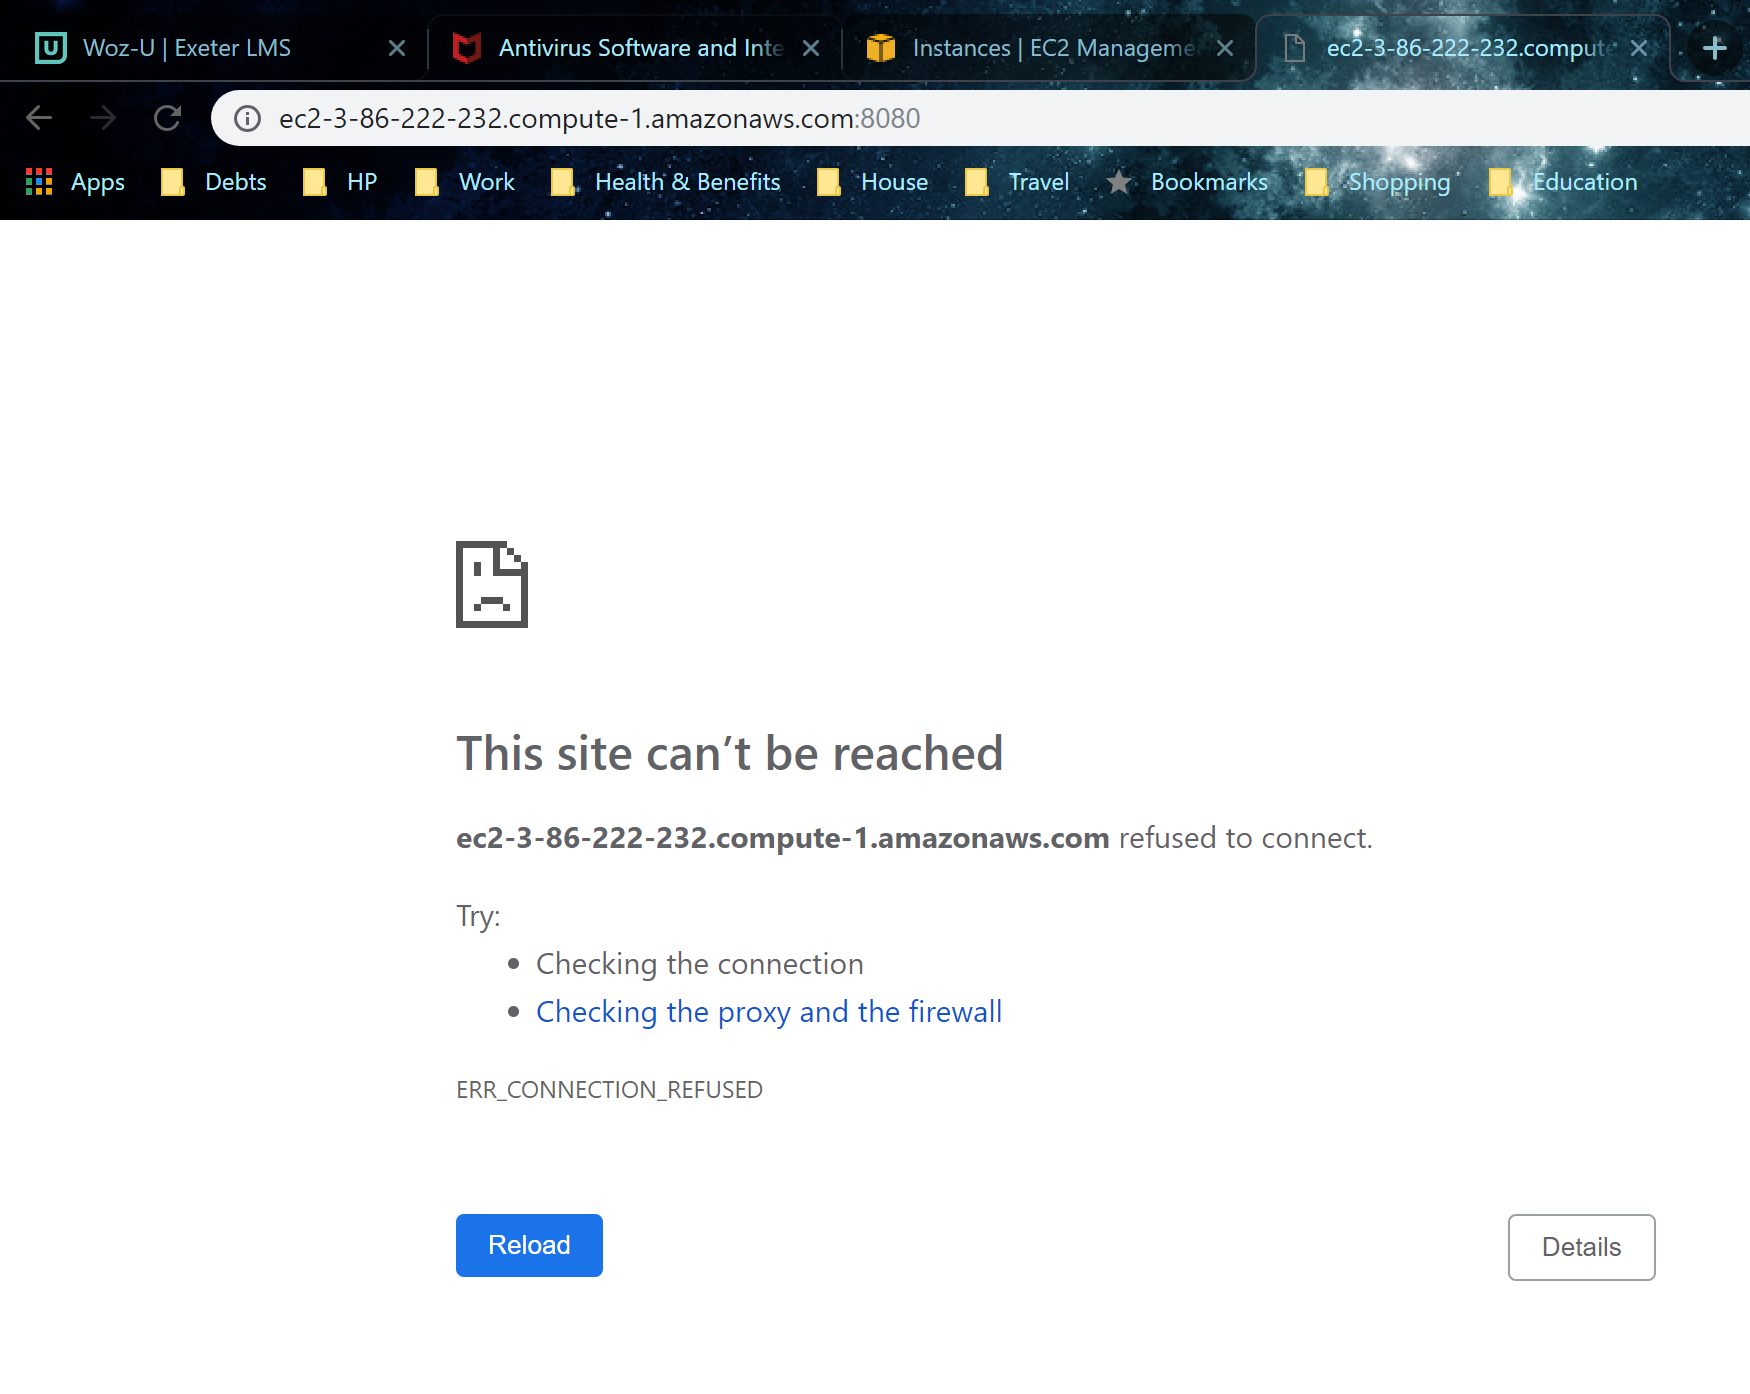 Woz-U | Exeter LMS
Antivirus Software and Inte
Instances | EC2 Manageme
ec2-3-86-222-232.compute
ec2-3-86-222-232.compute-1.amazonaws.com:8080
Apps Debts HP Work Health & Benefits House Travel Bookmarks Shopping Education
This site can’t be reached
ec2-3-86-222-232.compute-1.amazonaws.com refused to connect.
Try:
• Checking the connection
• Checking the proxy and the firewall
ERR_CONNECTION_REFUSED
Reload
Details